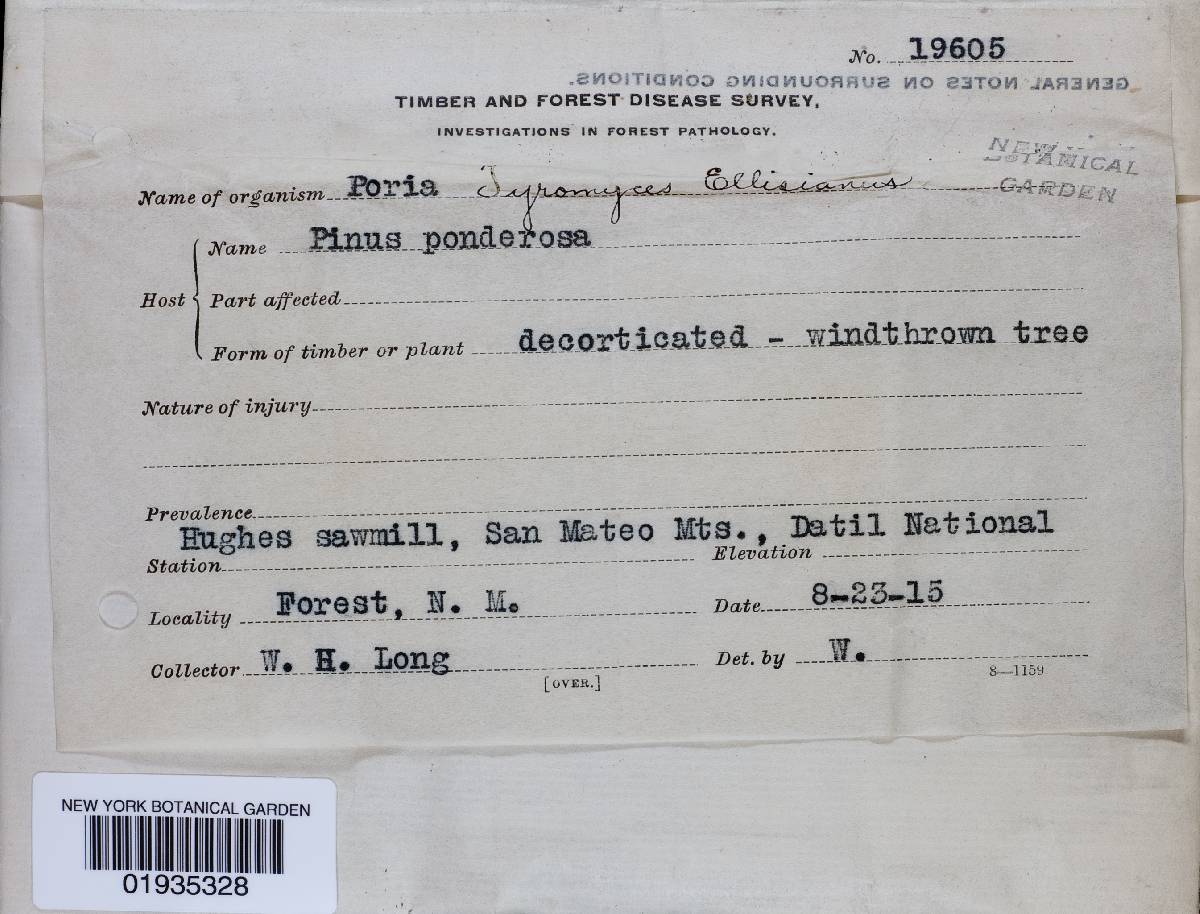 No. 19605
GENERAL NOTES ON SURROUNDING CONDITIONS.
TIMBER AND FOREST DISEASE SURVEY,
INVESTIGATIONS IN FOREST PATHOLOGY.
NEW
BOTANICAL
GARDEN
Name of organism Poria Tyromyces Ellisianus
Host
Name Pinus ponderosa
Part affected
Form of timber or plant decorticated - windthrown tree
Nature of injury
Prevalence
Hughes sawmill, San Mateo Mts., Datil National
Station Elevation
Locality Forest, N. M. Date 8-23-15
Collector W. H. Long Det. by W.
[OVER.] 8—1159
NEW YORK BOTANICAL GARDEN
01935328